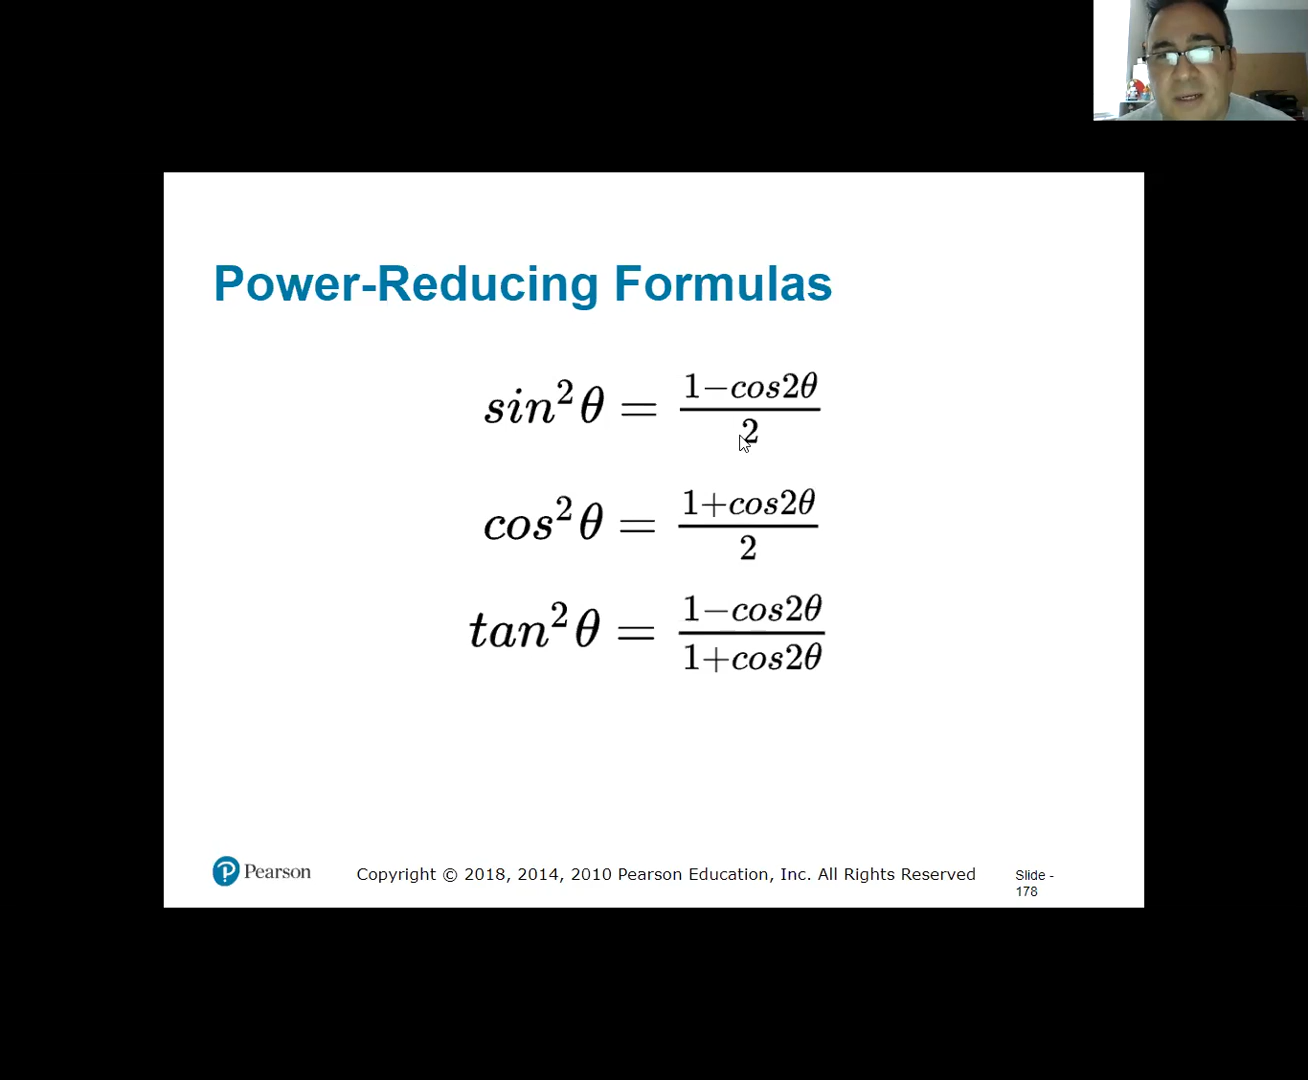 Power-Reducing Formulas
sin²θ = (1−cos2θ)/2
cos²θ = (1+cos2θ)/2
tan²θ = (1−cos2θ)/(1+cos2θ)
Pearson Copyright © 2018, 2014, 2010 Pearson Education, Inc. All Rights Reserved Slide -
178